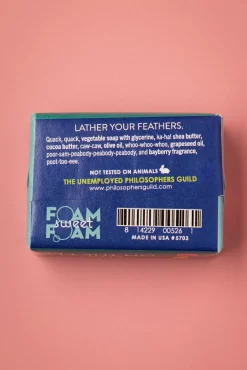 LATHER YOUR FEATHERS.
Quack, quack, vegetable soap with glycerine, ka-ha! shea butter,
cocoa butter, caw-caw, olive oil, whoo-whoo-whoo, grapeseed oil,
poor-sam-peabody-peabody-peabody, and bayberry fragrance,
poot-too-eee.
NOT TESTED ON ANIMALS
THE UNEMPLOYED PHILOSOPHERS GUILD
www.philosophersguild.com
FOAM
sweet
FOAM
8 14229 00526 1
MADE IN USA #5703